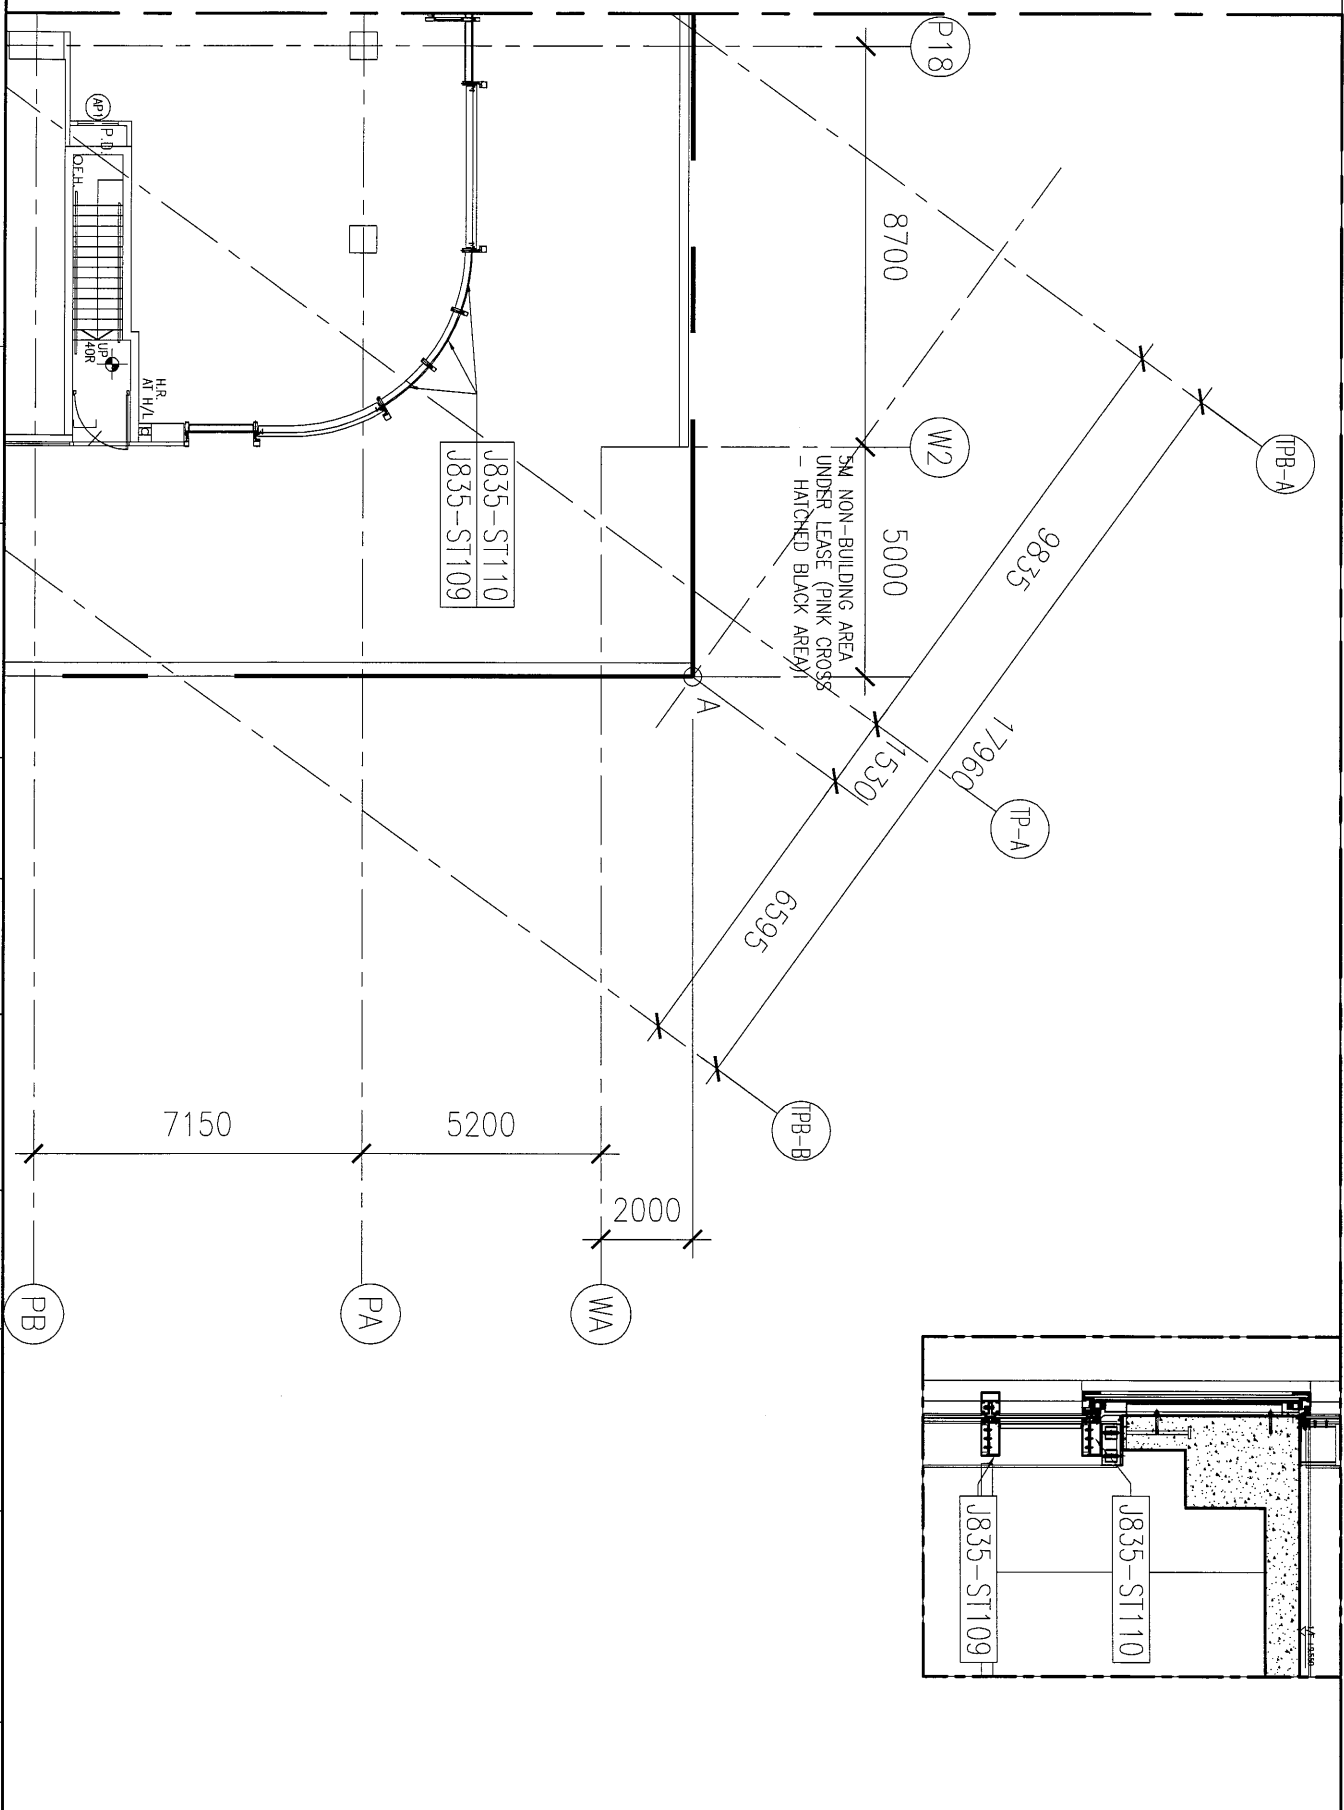 P18
8700
W2
5000
5M NON-BUILDING AREA
UNDER LEASE (PINK CROSS
- HATCHED BLACK AREA)
TPB-A
9835
17960
1530
TP-A
6595
TPB-B
A
AP1
P.D.
UP
40R
H.R.
AT H/L
J835-ST110
J835-ST109
7150
5200
2000
PB
PA
WA
J835-ST110
J835-ST109